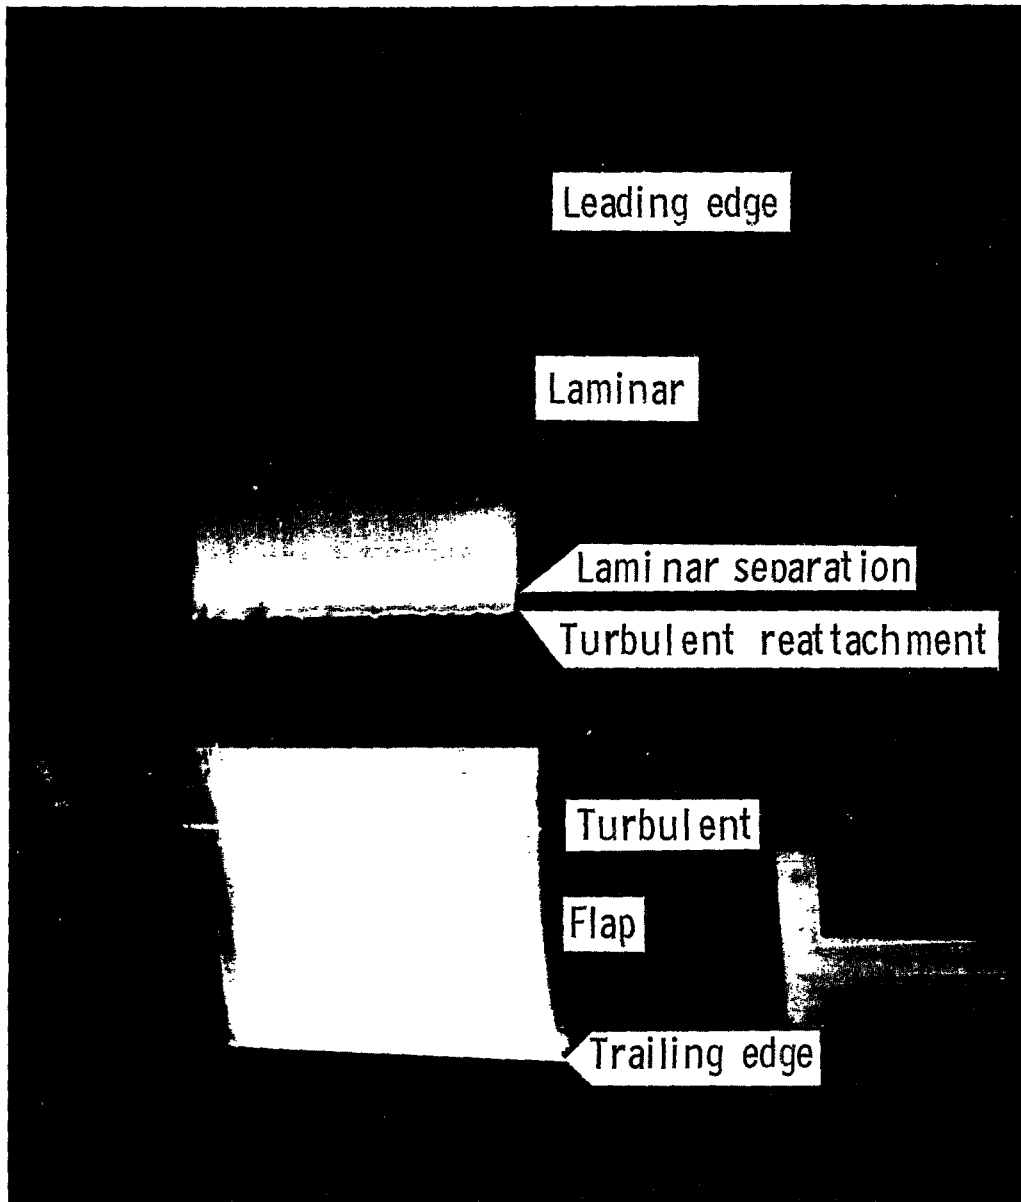 Leading edge
Laminar
Laminar separation
Turbulent reattachment
Turbulent
Flap
Trailing edge